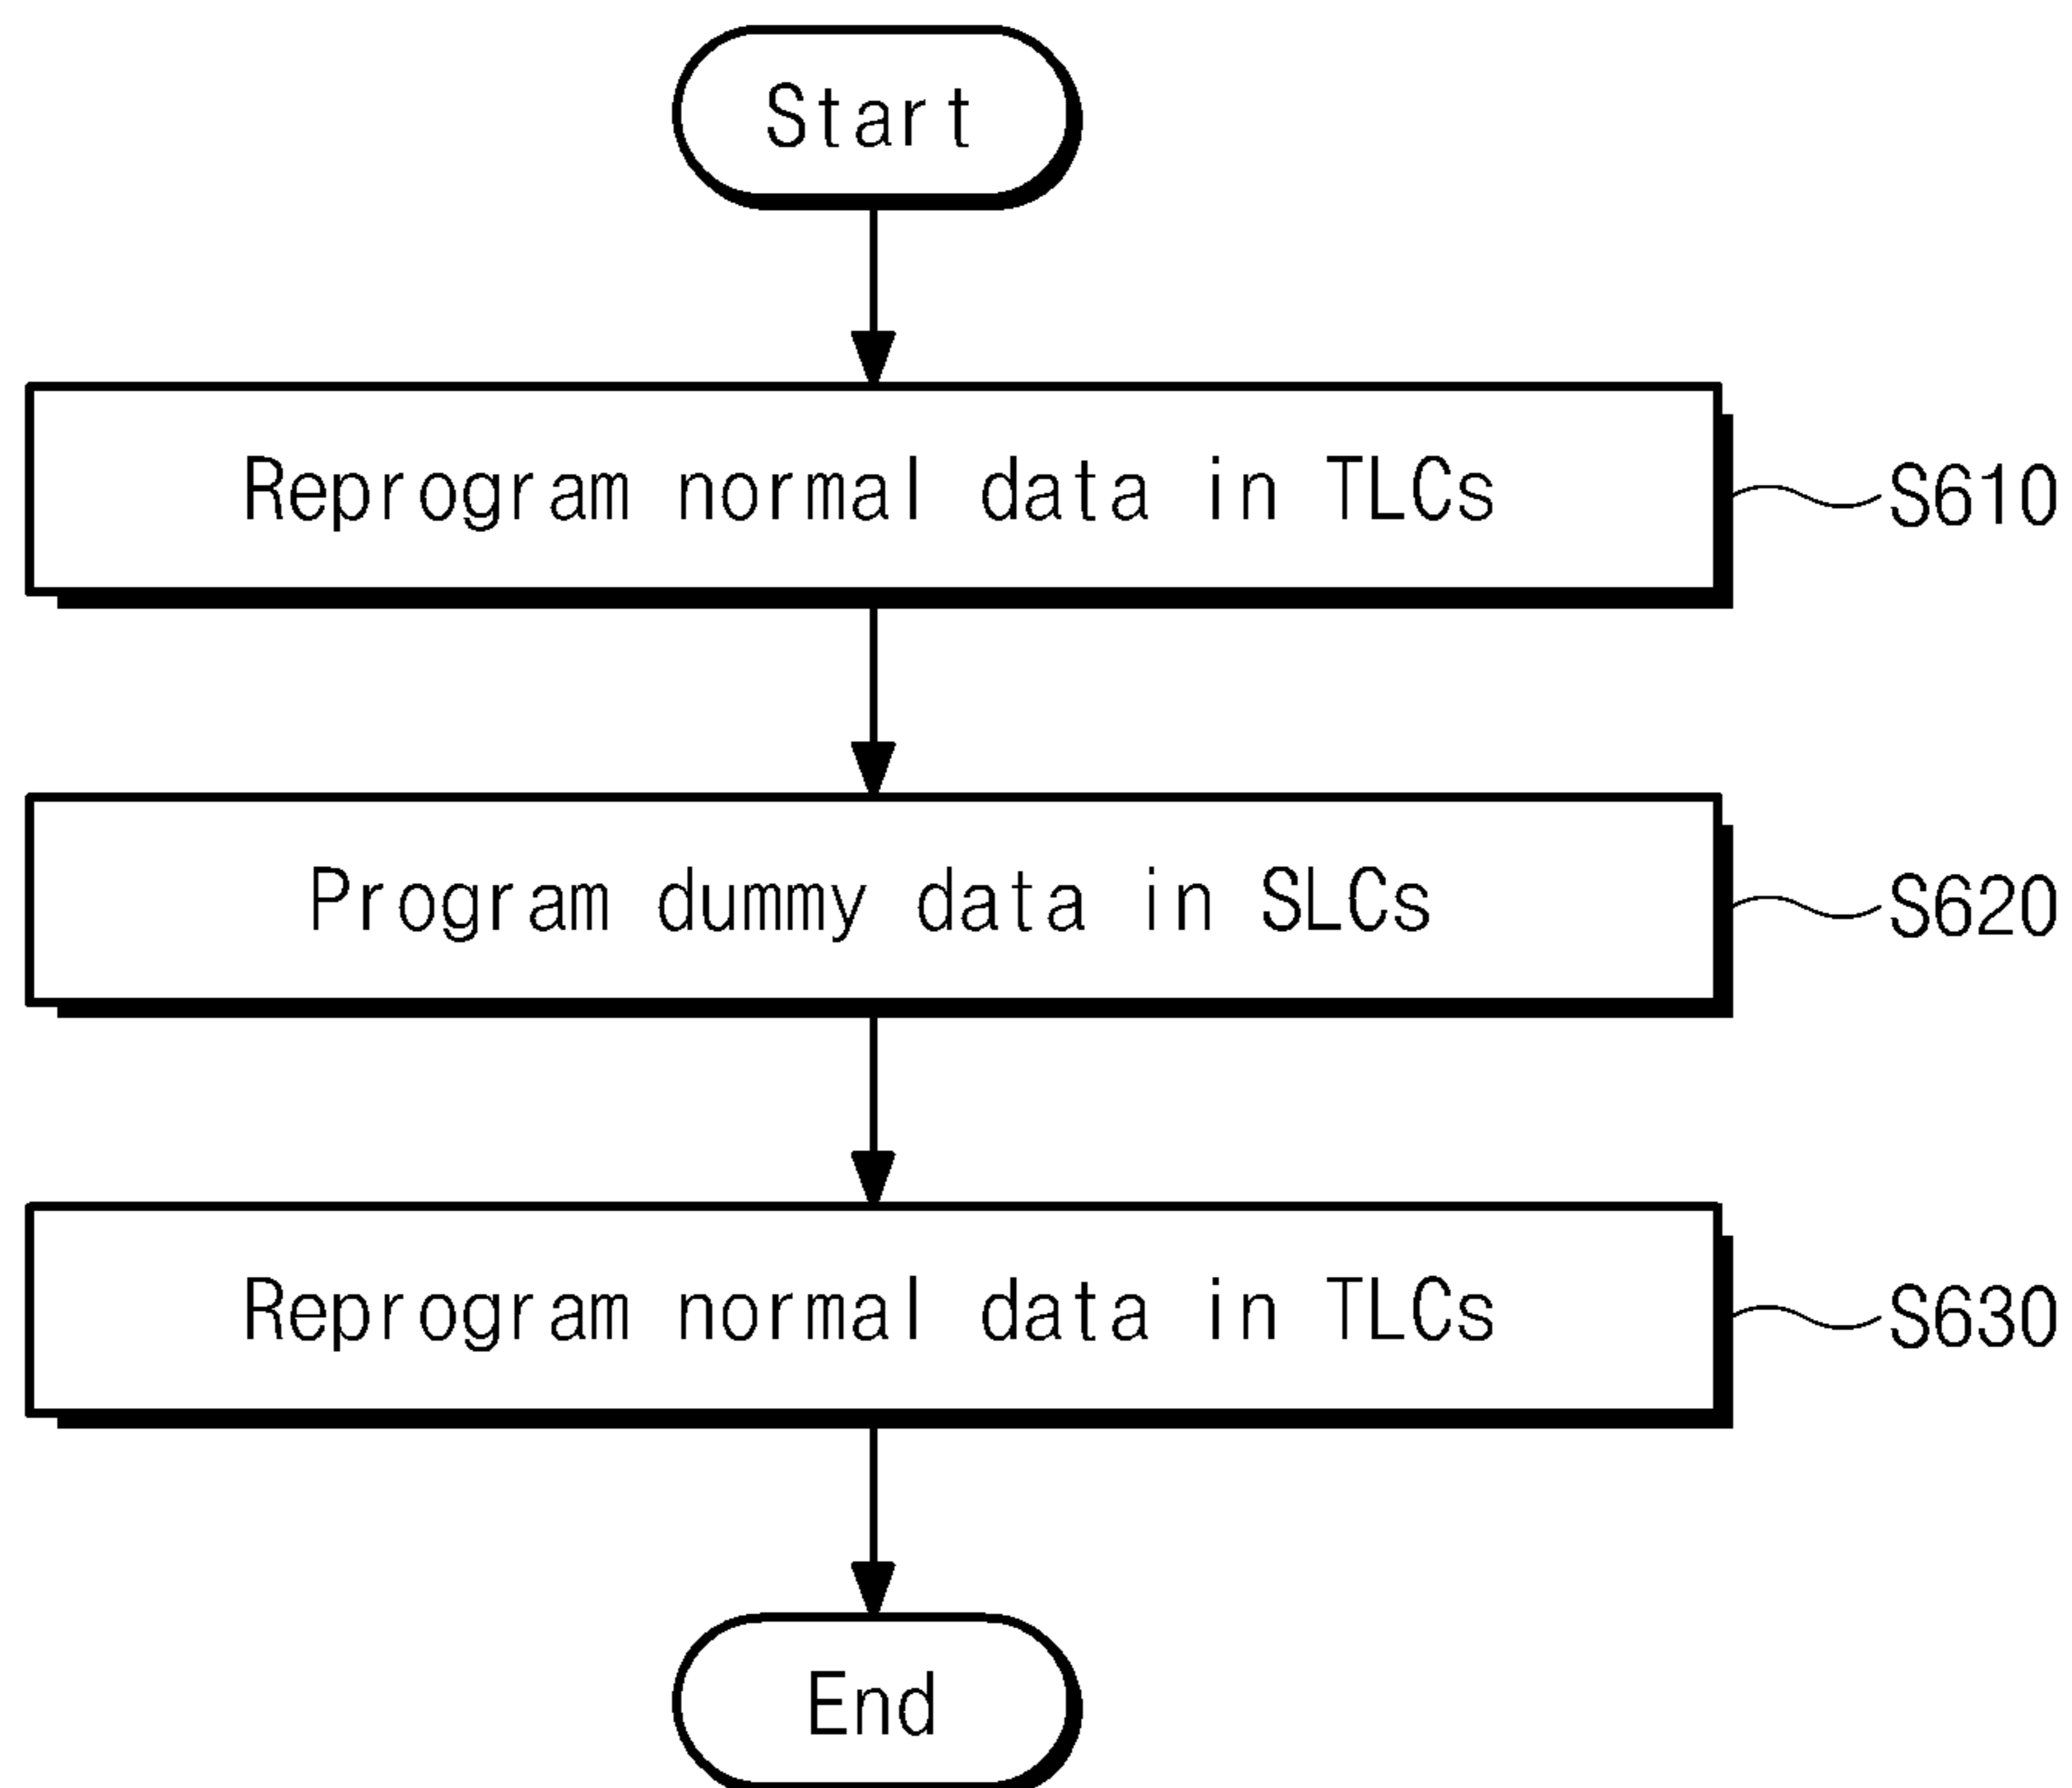 Start
Reprogram normal data in TLCs
S610
Program dummy data in SLCs
S620
Reprogram normal data in TLCs
S630
End